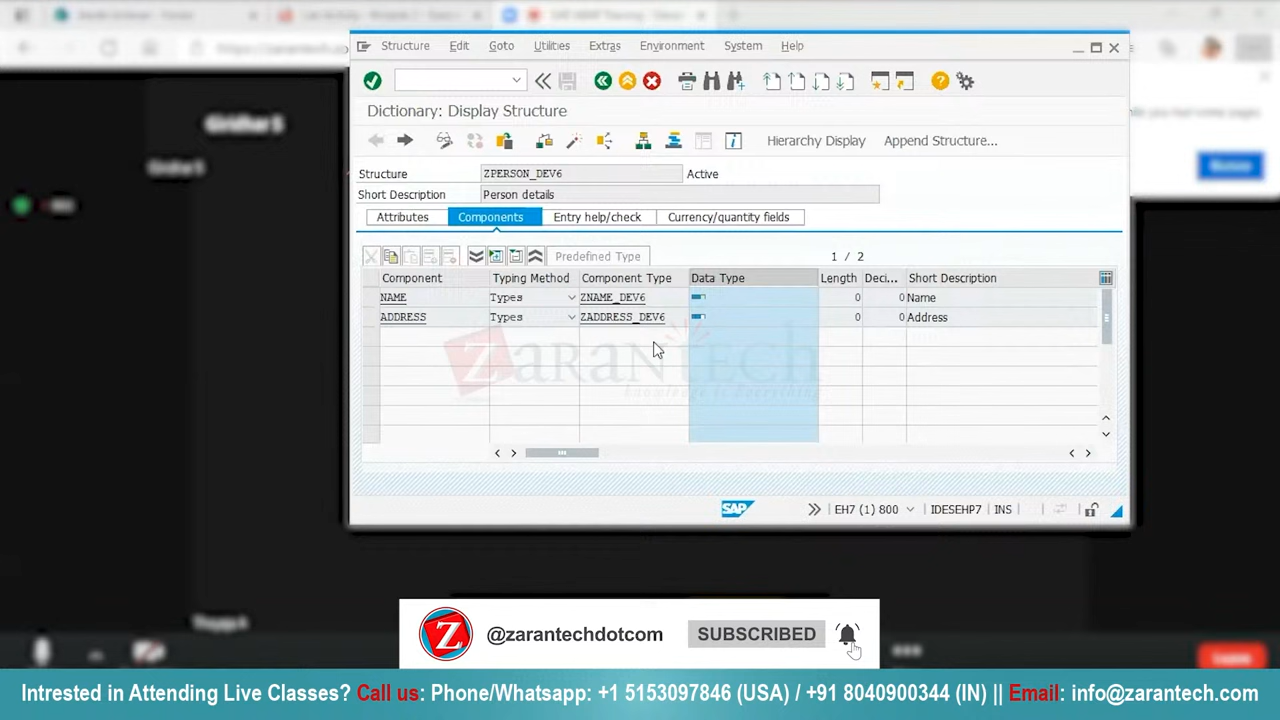 Structure Edit Goto Utilities Extras Environment System Help
Dictionary: Display Structure
Hierarchy Display Append Structure...
Structure ZPERSON_DEV6 Active
Short Description Person details
Attributes Components Entry help/check Currency/quantity fields
Predefined Type 1 / 2
Component Typing Method Component Type Data Type Length Deci... Short Description
NAME Types ZNAME_DEV6 0 0 Name
ADDRESS Types ZADDRESS_DEV6 0 0 Address
ZaranTech
Knowledge is Everything
SAP EH7 (1) 800 IDESEHP7 INS
Z @zarantechdotcom SUBSCRIBED
Intrested in Attending Live Classes? Call us: Phone/Whatsapp: +1 5153097846 (USA) / +91 8040900344 (IN) || Email: info@zarantech.com